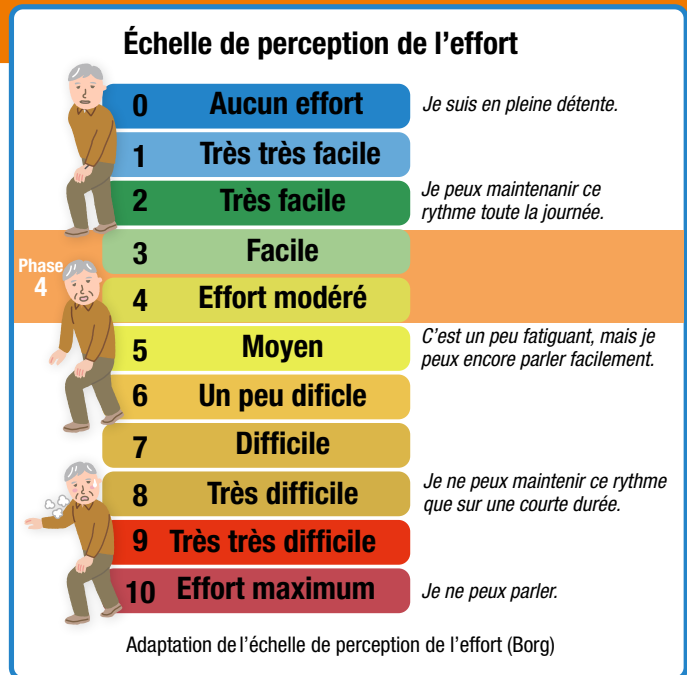 Échelle de perception de l'effort
0 Aucun effort Je suis en pleine détente.
1 Très très facile
2 Très facile Je peux maintenanir ce
rythme toute la journée.
Phase
4
3 Facile
4 Effort modéré
5 Moyen C'est un peu fatiguant, mais je
peux encore parler facilement.
6 Un peu dificle
7 Difficile
8 Très difficile Je ne peux maintenir ce rythme
que sur une courte durée.
9 Très très difficile
10 Effort maximum Je ne peux parler.
Adaptation de l'échelle de perception de l'effort (Borg)